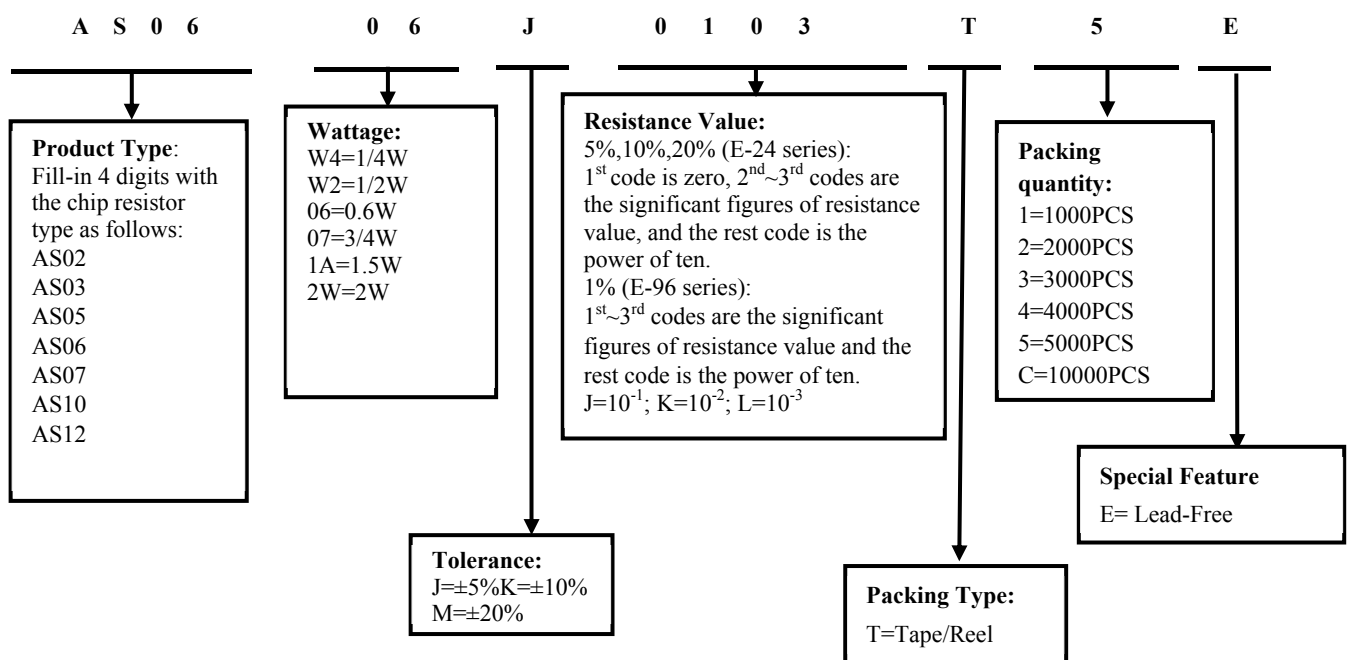 A S 0 6 0 6 J 0 1 0 3 T 5 E
Product Type:
Fill-in 4 digits with
the chip resistor
type as follows:
AS02
AS03
AS05
AS06
AS07
AS10
AS12
Wattage:
W4=1/4W
W2=1/2W
06=0.6W
07=3/4W
1A=1.5W
2W=2W
Tolerance:
J=±5%K=±10%
M=±20%
Resistance Value:
5%,10%,20% (E-24 series):
1st code is zero, 2nd~3rd codes are
the significant figures of resistance
value, and the rest code is the
power of ten.
1% (E-96 series):
1st~3rd codes are the significant
figures of resistance value and the
rest code is the power of ten.
J=10-1; K=10-2; L=10-3
Packing Type:
T=Tape/Reel
Packing
quantity:
1=1000PCS
2=2000PCS
3=3000PCS
4=4000PCS
5=5000PCS
C=10000PCS
Special Feature
E= Lead-Free